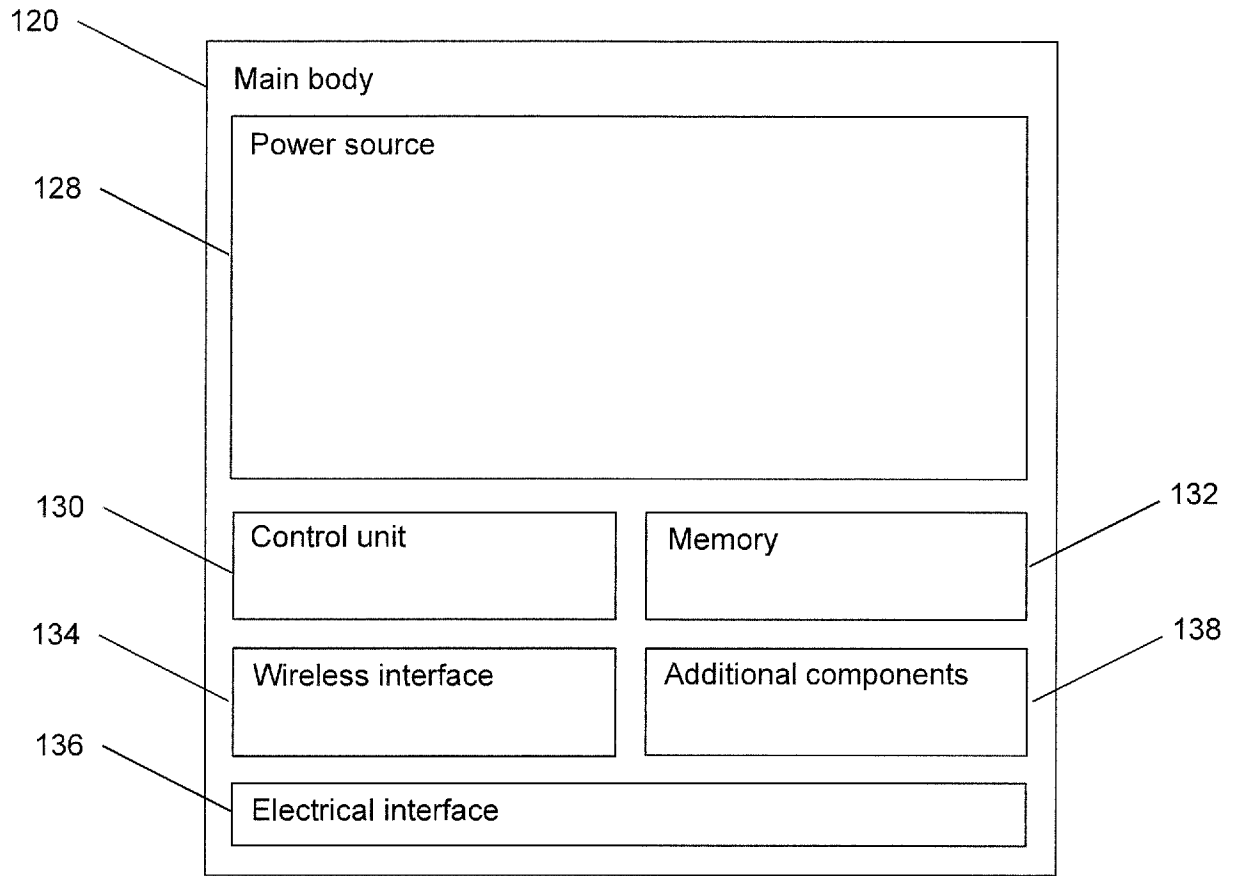 120
Main body
Power source
128
130
Control unit
Memory
132
134
Wireless interface
Additional components
138
136
Electrical interface